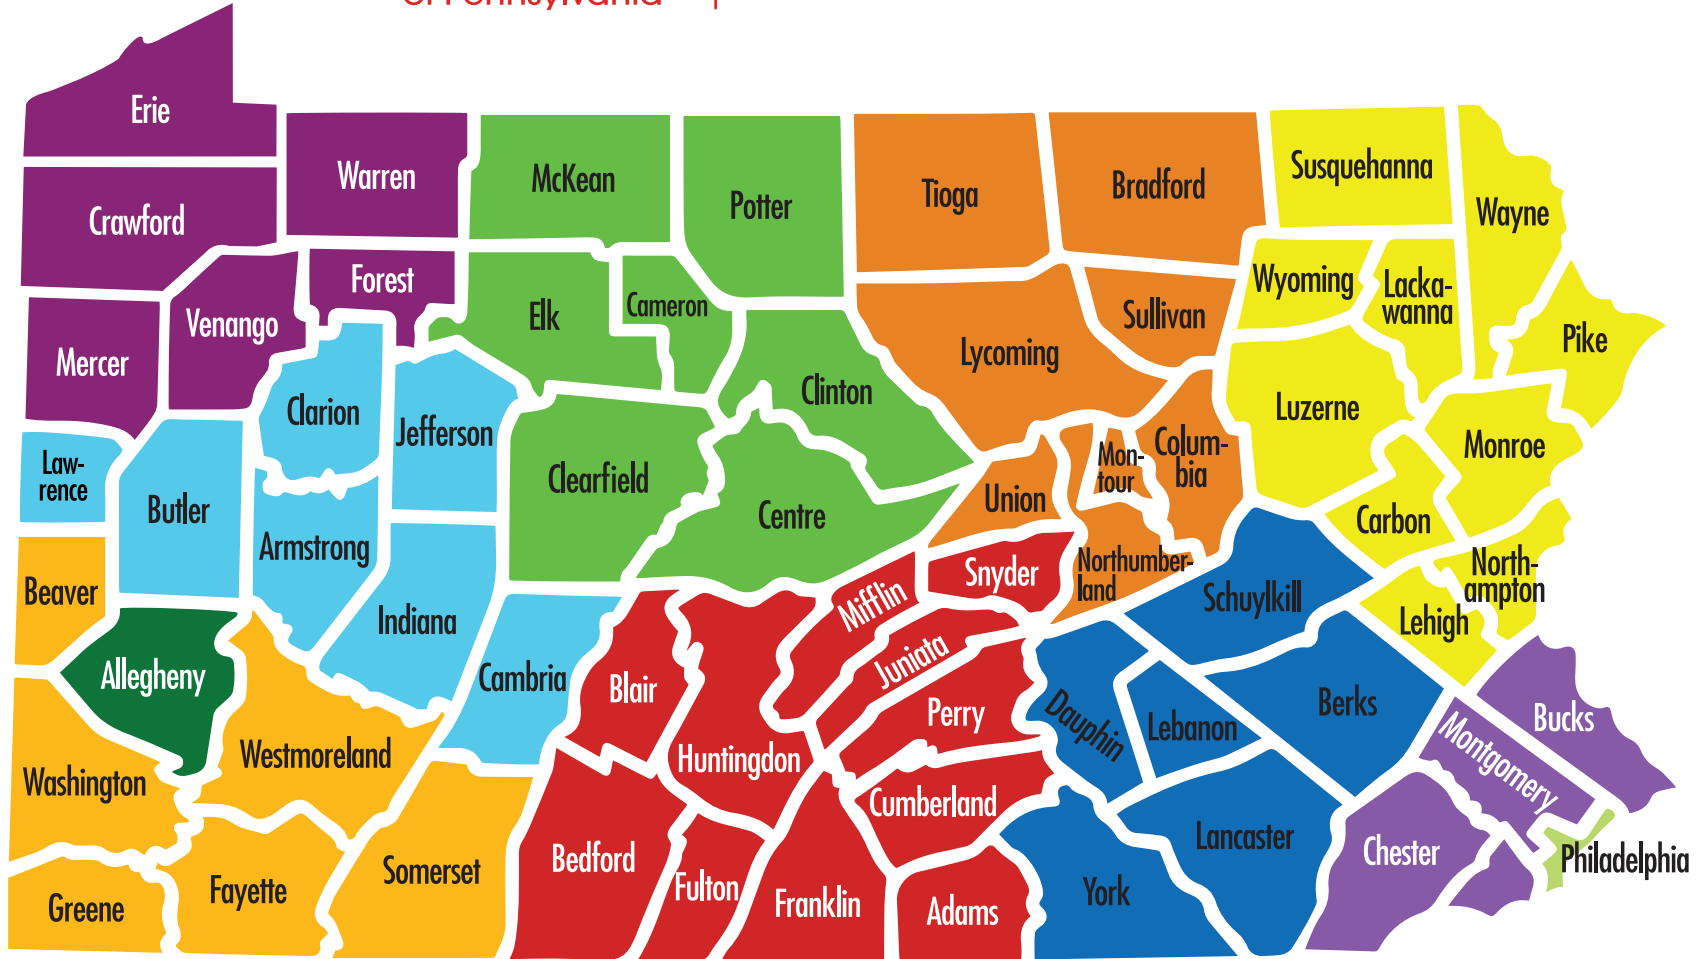 of Pennsylvania
Erie
Warren
McKean
Potter
Tioga
Bradford
Susquehanna
Wayne
Crawford
Forest
Venango
Elk
Cameron
Sullivan
Wyoming
Lacka-
wanna
Pike
Mercer
Lycoming
Clinton
Clarion
Jefferson
Luzerne
Monroe
Law-
rence
Butler
Clearfield
Centre
Union
Mon-
tour
Colum-
bia
Carbon
Armstrong
Northumber-
land
North-
ampton
Beaver
Indiana
Snyder
Mifflin
Schuylkill
Lehigh
Allegheny
Cambria
Blair
Juniata
Perry
Dauphin
Lebanon
Berks
Bucks
Montgomery
Washington
Westmoreland
Huntingdon
Cumberland
Lancaster
Chester
Philadelphia
Greene
Fayette
Somerset
Bedford
Fulton
Franklin
Adams
York